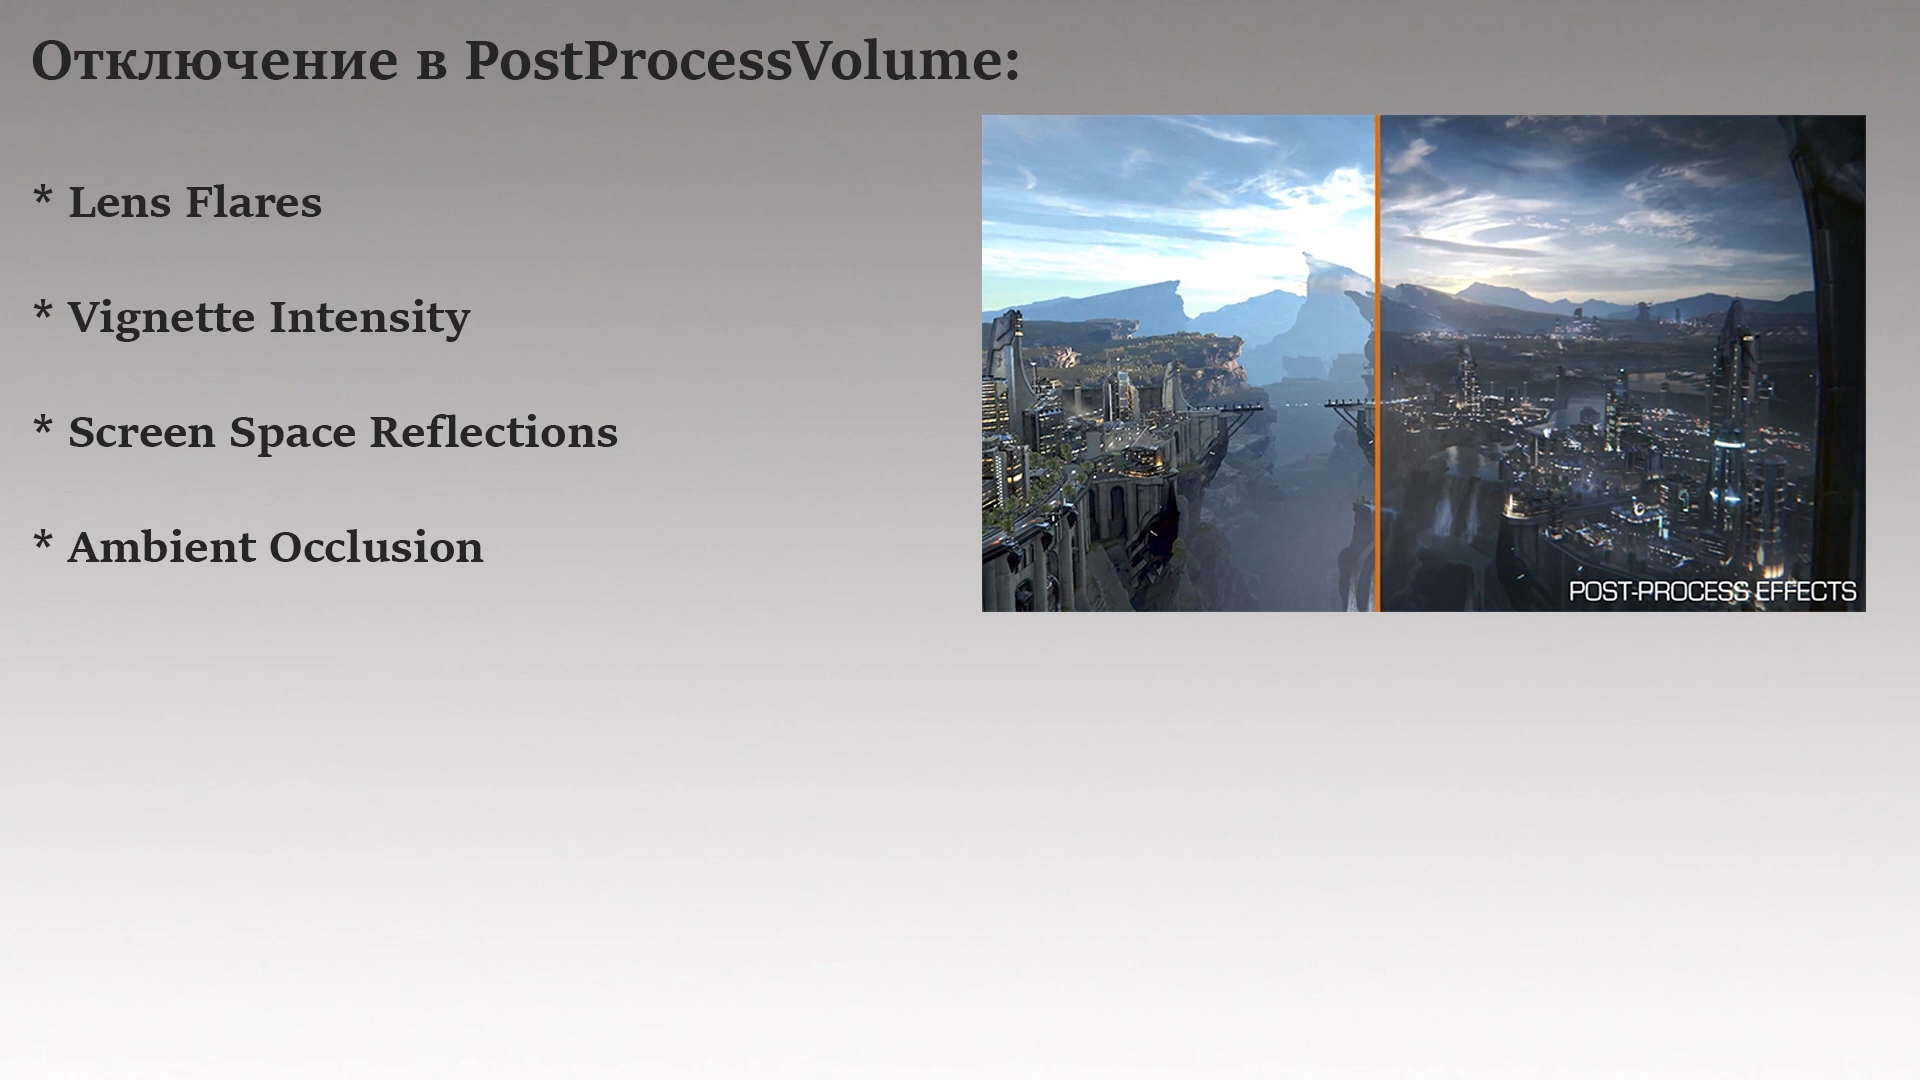 Отключение в PostProcessVolume:
* Lens Flares
* Vignette Intensity
* Screen Space Reflections
* Ambient Occlusion
POST-PROCESS EFFECTS